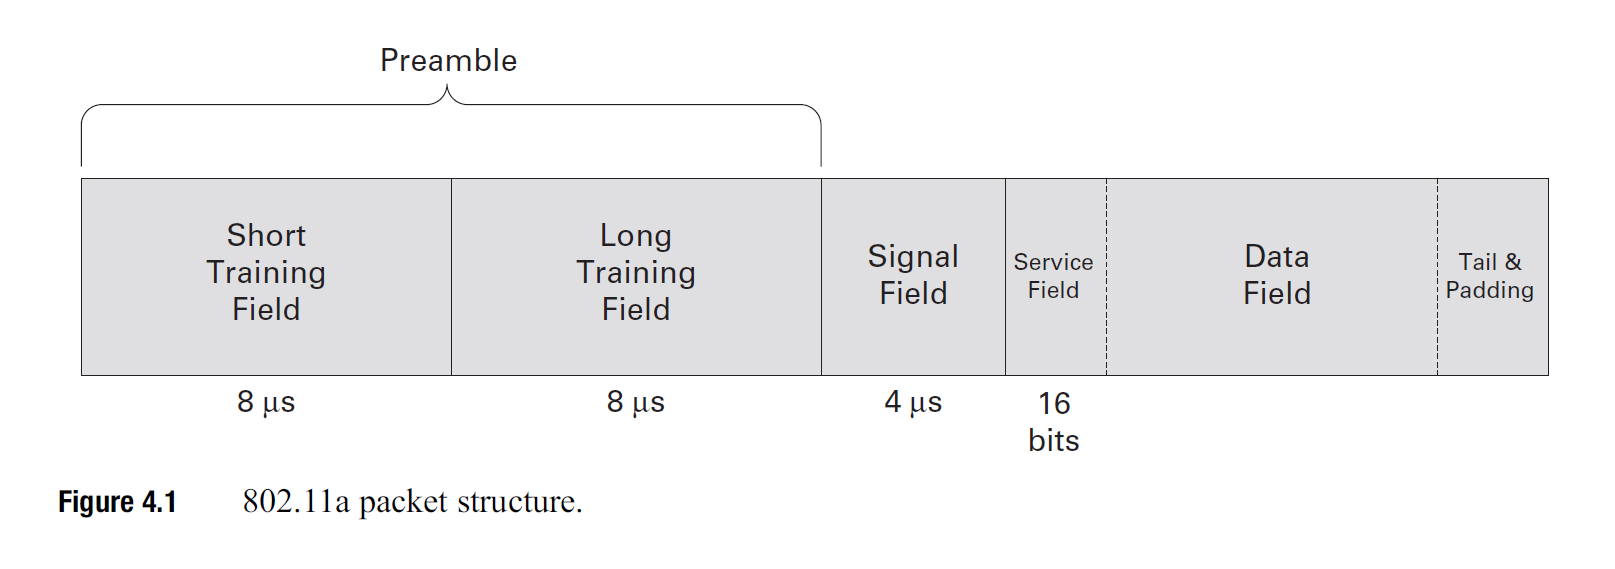 Preamble
Short
Training
Field
Long
Training
Field
Signal
Field
Service
Field
Data
Field
Tail &
Padding
8 μs
8 μs
4 μs
16
bits
Figure 4.1 802.11a packet structure.